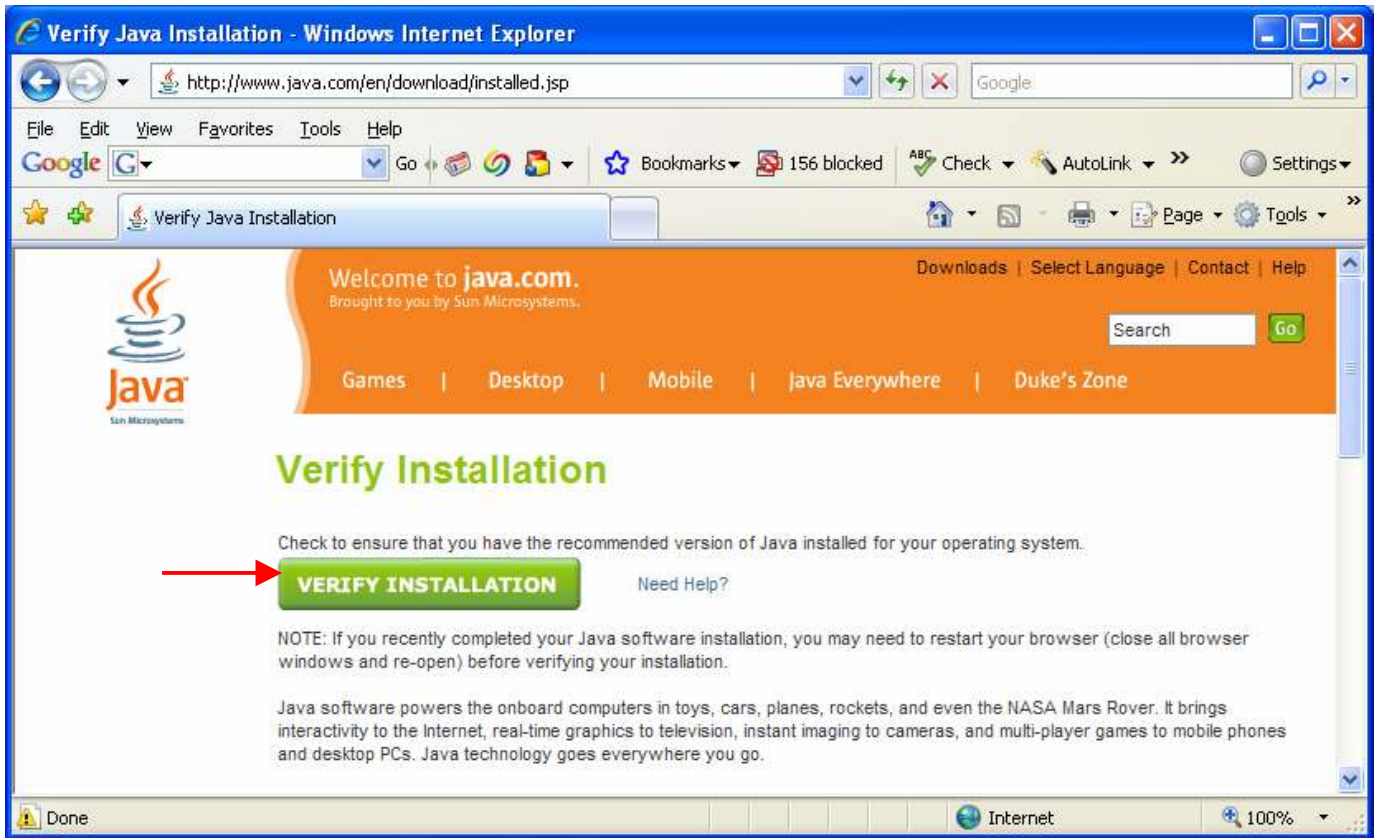 Verify Java Installation - Windows Internet Explorer
http://www.java.com/en/download/installed.jsp
Google
File Edit View Favorites Tools Help
Google G Go Bookmarks 156 blocked ABC Check AutoLink » Settings
Verify Java Installation Page Tools »
Welcome to java.com.
Brought to you by Sun Microsystems.
Downloads | Select Language | Contact | Help
Search Go
Java
Sun Microsystems
Games | Desktop | Mobile | Java Everywhere | Duke's Zone
Verify Installation
Check to ensure that you have the recommended version of Java installed for your operating system.
VERIFY INSTALLATION Need Help?
NOTE: If you recently completed your Java software installation, you may need to restart your browser (close all browser
windows and re-open) before verifying your installation.
Java software powers the onboard computers in toys, cars, planes, rockets, and even the NASA Mars Rover. It brings
interactivity to the Internet, real-time graphics to television, instant imaging to cameras, and multi-player games to mobile phones
and desktop PCs. Java technology goes everywhere you go.
Done Internet 100%